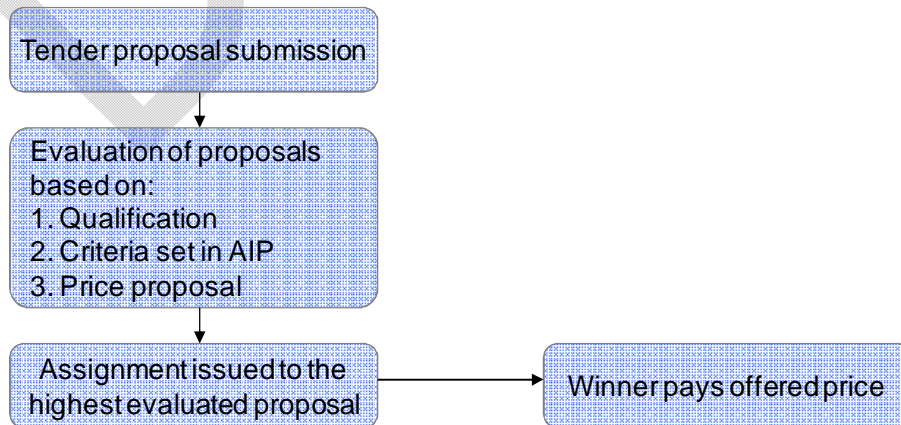 Tender proposal submission
Evaluation of proposals
based on:
1. Qualification
2. Criteria set in AIP
3. Price proposal
Assignment issued to the
highest evaluated proposal
Winner pays offered price